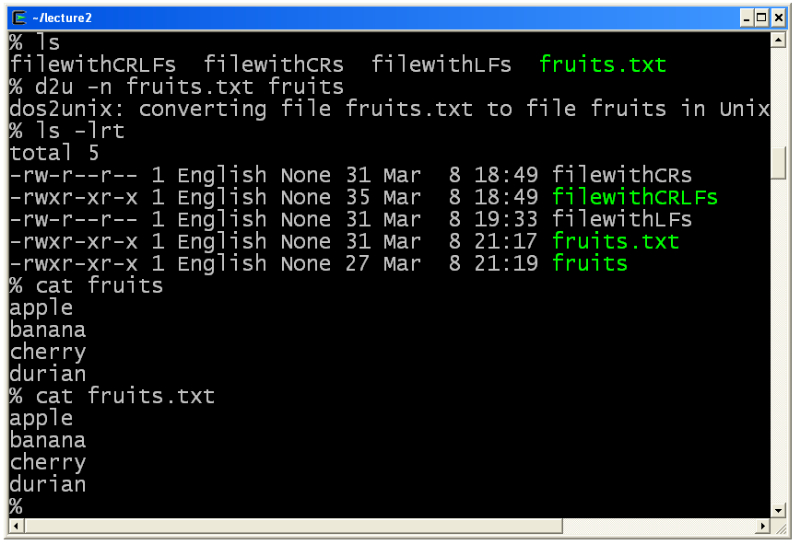 ~/lecture2
% ls
filewithCRLFs  filewithCRs  filewithLFs  fruits.txt
% d2u -n fruits.txt fruits
dos2unix: converting file fruits.txt to file fruits in Unix
% ls -lrt
total 5
-rw-r--r-- 1 English None 31 Mar  8 18:49 filewithCRs
-rwxr-xr-x 1 English None 35 Mar  8 18:49 filewithCRLFs
-rw-r--r-- 1 English None 31 Mar  8 19:33 filewithLFs
-rwxr-xr-x 1 English None 31 Mar  8 21:17 fruits.txt
-rwxr-xr-x 1 English None 27 Mar  8 21:19 fruits
% cat fruits
apple
banana
cherry
durian
% cat fruits.txt
apple
banana
cherry
durian
%